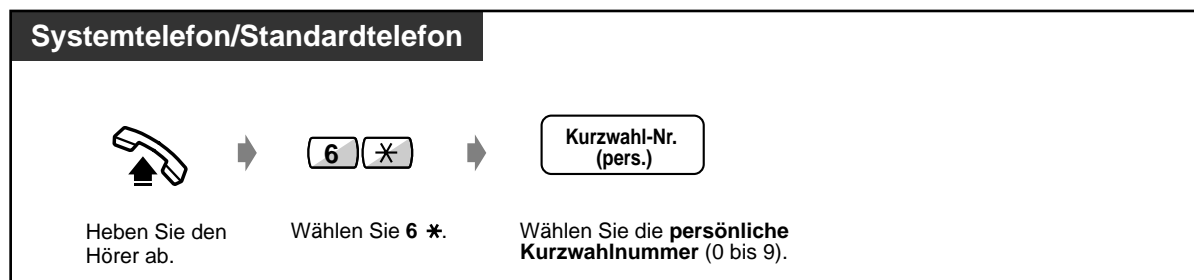 Systemtelefon/Standardtelefon
6 *
Kurzwahl-Nr.
(pers.)
Heben Sie den
Hörer ab.
Wählen Sie 6 *.
Wählen Sie die persönliche
Kurzwahlnummer (0 bis 9).